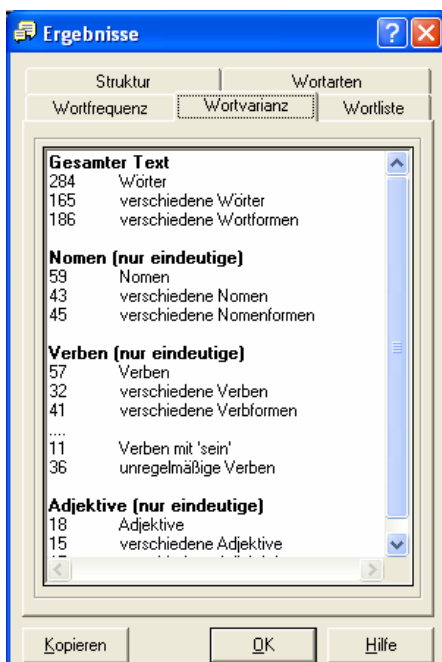 Ergebnisse
Struktur Wortarten
Wortfrequenz Wortvarianz Wortliste
Gesamter Text
284 Wörter
165 verschiedene Wörter
186 verschiedene Wortformen
Nomen (nur eindeutige)
59 Nomen
43 verschiedene Nomen
45 verschiedene Nomenformen
Verben (nur eindeutige)
57 Verben
32 verschiedene Verben
41 verschiedene Verbformen
....
11 Verben mit 'sein'
36 unregelmäßige Verben
Adjektive (nur eindeutige)
18 Adjektive
15 verschiedene Adjektive
Kopieren OK Hilfe